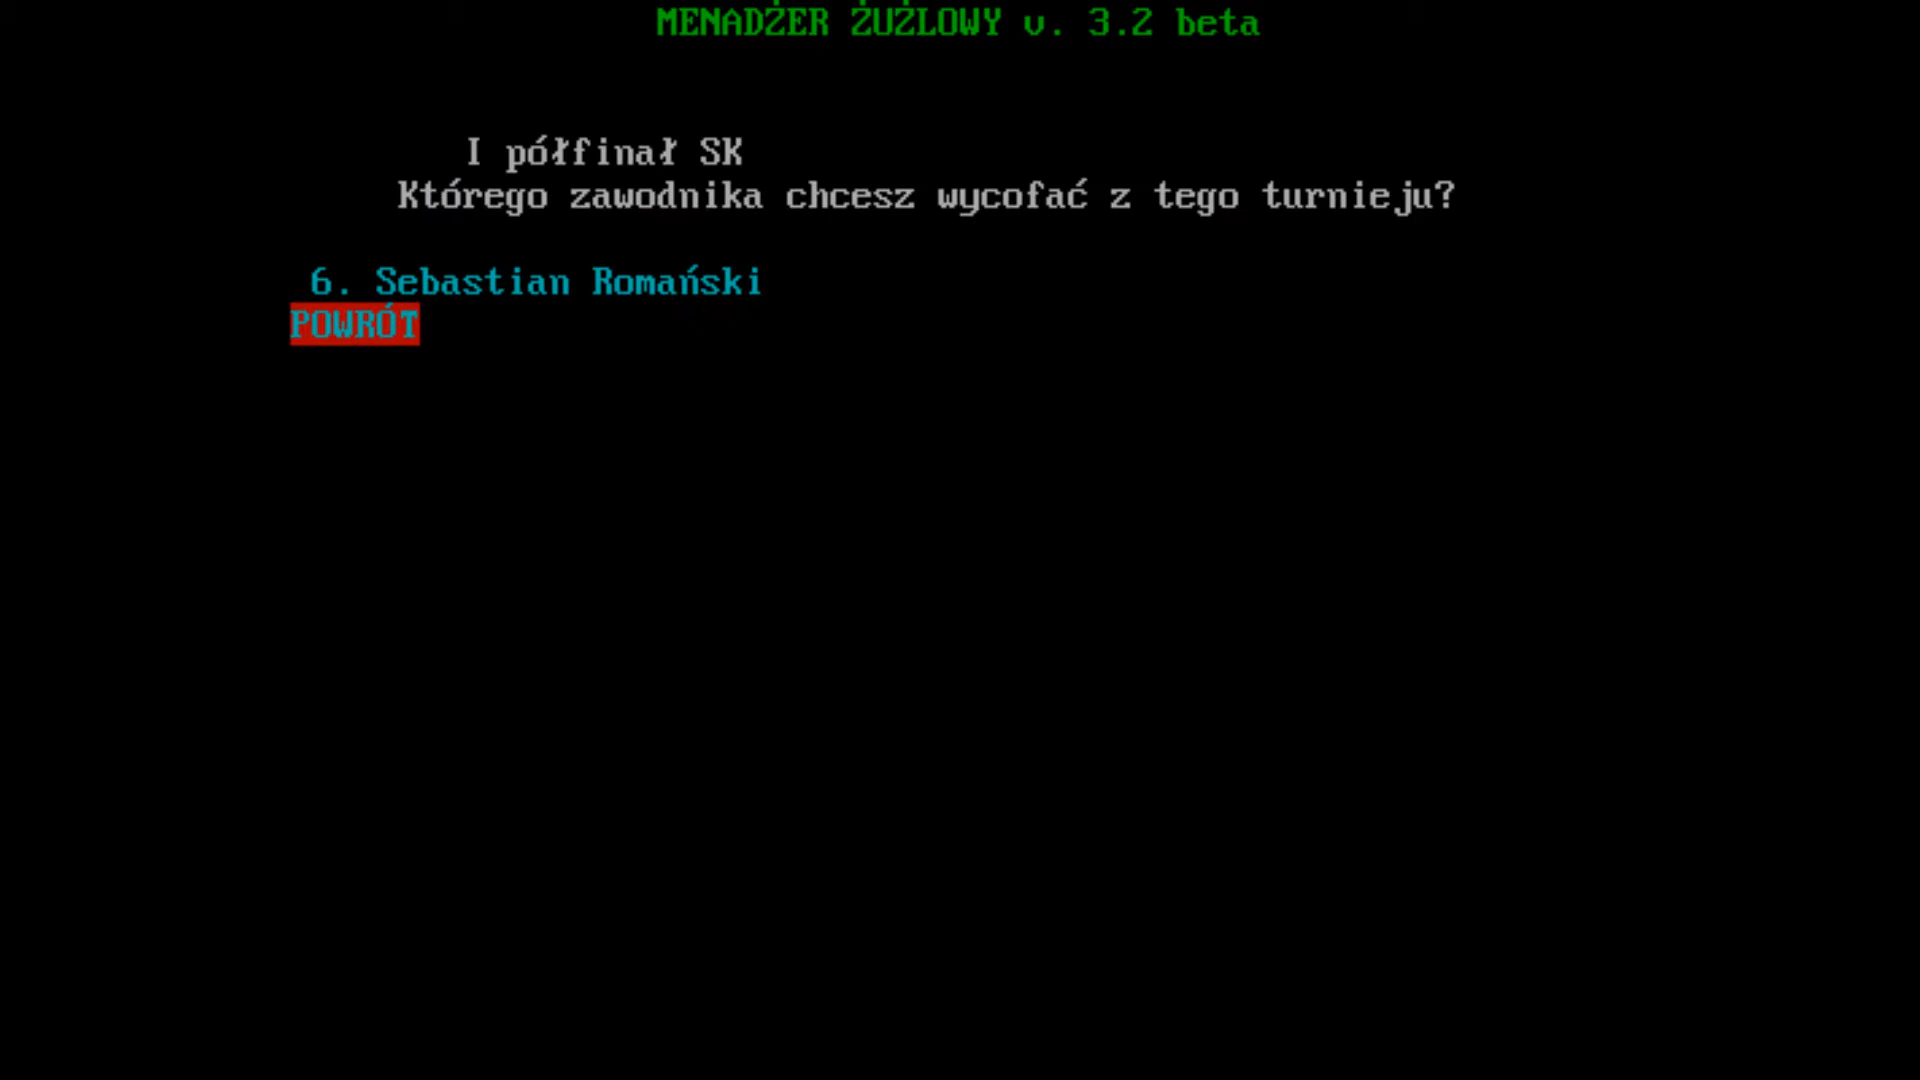 MENADŻER ŻUŻLOWY v. 3.2 beta
I półfinał SK
Którego zawodnika chcesz wycofać z tego turnieju?
6. Sebastian Romański
POWRÓT